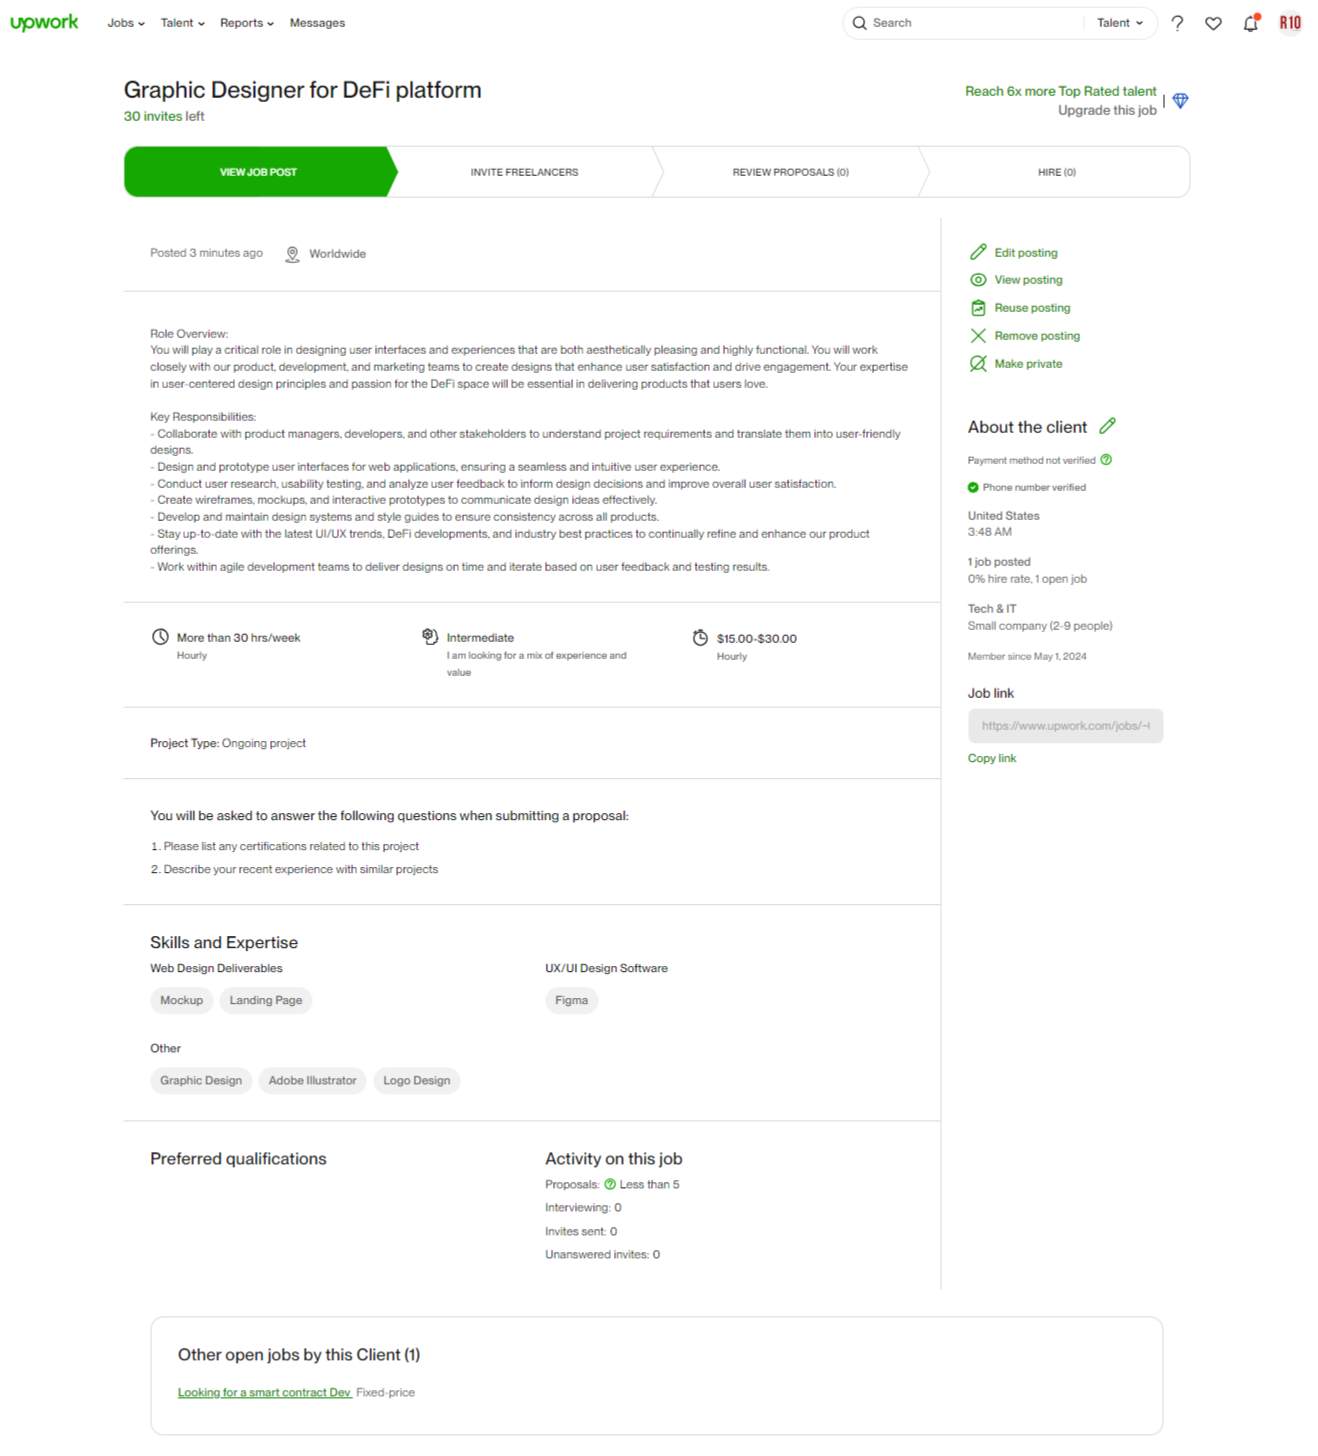 upwork Jobs Talent Reports Messages Search Talent ? R10
Graphic Designer for DeFi platform
30 invites left
Reach 6x more Top Rated talent
Upgrade this job
VIEW JOB POST INVITE FREELANCERS REVIEW PROPOSALS (0) HIRE (0)
Posted 3 minutes ago Worldwide
Role Overview:
You will play a critical role in designing user interfaces and experiences that are both aesthetically pleasing and highly functional. You will work
closely with our product, development, and marketing teams to create designs that enhance user satisfaction and drive engagement. Your expertise
in user-centered design principles and passion for the DeFi space will be essential in delivering products that users love.
Key Responsibilities:
- Collaborate with product managers, developers, and other stakeholders to understand project requirements and translate them into user-friendly
designs.
- Design and prototype user interfaces for web applications, ensuring a seamless and intuitive user experience.
- Conduct user research, usability testing, and analyze user feedback to inform design decisions and improve overall user satisfaction.
- Create wireframes, mockups, and interactive prototypes to communicate design ideas effectively.
- Develop and maintain design systems and style guides to ensure consistency across all products.
- Stay up-to-date with the latest UI/UX trends, DeFi developments, and industry best practices to continually refine and enhance our product
offerings.
- Work within agile development teams to deliver designs on time and iterate based on user feedback and testing results.
More than 30 hrs/week
Hourly
Intermediate
I am looking for a mix of experience and
value
$15.00-$30.00
Hourly
Project Type: Ongoing project
You will be asked to answer the following questions when submitting a proposal:
1. Please list any certifications related to this project
2. Describe your recent experience with similar projects
Skills and Expertise
Web Design Deliverables
Mockup Landing Page
UX/UI Design Software
Figma
Other
Graphic Design Adobe Illustrator Logo Design
Preferred qualifications
Activity on this job
Proposals: ? Less than 5
Interviewing: 0
Invites sent: 0
Unanswered invites: 0
Edit posting
View posting
Reuse posting
Remove posting
Make private
About the client
Payment method not verified ?
Phone number verified
United States
3:48 AM
1 job posted
0% hire rate, 1 open job
Tech & IT
Small company (2-9 people)
Member since May 1, 2024
Job link
https://www.upwork.com/jobs/~
Copy link
Other open jobs by this Client (1)
Looking for a smart contract Dev Fixed-price